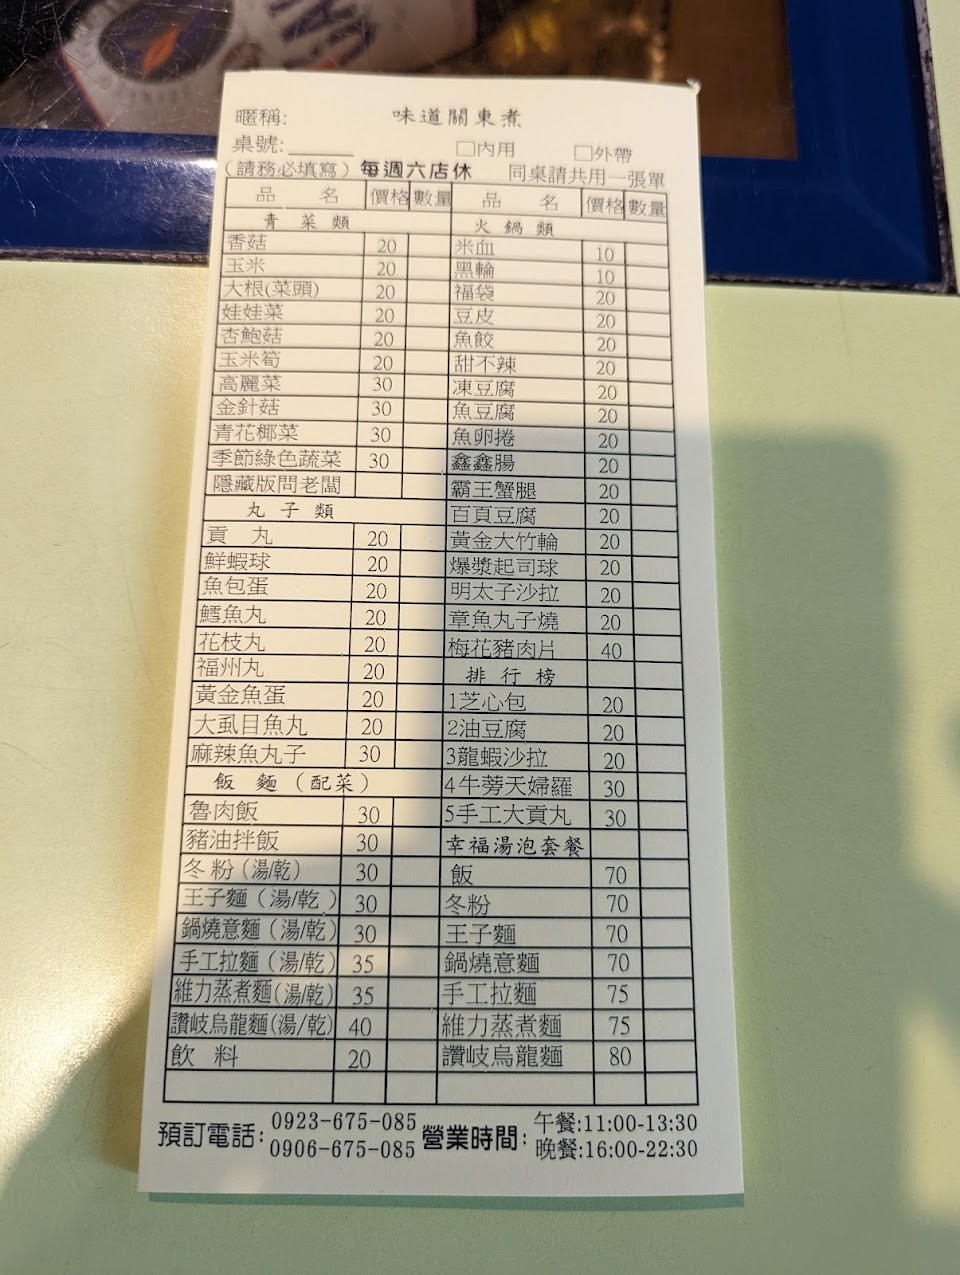 暱稱: 味道關東煮
桌號:______ □內用 □外帶
(請務必填寫) 每週六店休 同桌請共用一張單
品 名 價格 數量
青 菜 類
香菇 20
玉米 20
大根(菜頭) 20
娃娃菜 20
杏鮑菇 20
玉米筍 20
高麗菜 30
金針菇 30
青花椰菜 30
季節綠色蔬菜 30
隱藏版問老闆
丸 子 類
貢 丸 20
鮮蝦球 20
魚包蛋 20
鱈魚丸 20
花枝丸 20
福州丸 20
黃金魚蛋 20
大虱目魚丸 20
麻辣魚丸子 30
飯 麵 (配菜)
魯肉飯 30
豬油拌飯 30
冬粉(湯/乾) 30
王子麵(湯/乾) 30
鍋燒意麵(湯/乾) 30
手工拉麵(湯/乾) 35
維力蒸煮麵(湯/乾) 35
讚岐烏龍麵(湯/乾) 40
飲 料 20
品 名 價格 數量
火 鍋 類
米血 10
黑輪 10
福袋 20
豆皮 20
魚餃 20
甜不辣 20
凍豆腐 20
魚豆腐 20
魚卵捲 20
鑫鑫腸 20
霸王蟹腿 20
百頁豆腐 20
黃金大竹輪 20
爆漿起司球 20
明太子沙拉 20
章魚丸子燒 20
梅花豬肉片 40
排 行 榜
1芝心包 20
2油豆腐 20
3龍蝦沙拉 20
4牛蒡天婦羅 30
5手工大貢丸 30
幸福湯泡套餐
飯 70
冬粉 70
王子麵 70
鍋燒意麵 70
手工拉麵 75
維力蒸煮麵 75
讚岐烏龍麵 80
預訂電話: 0923-675-085
0906-675-085
營業時間: 午餐:11:00-13:30
晚餐:16:00-22:30